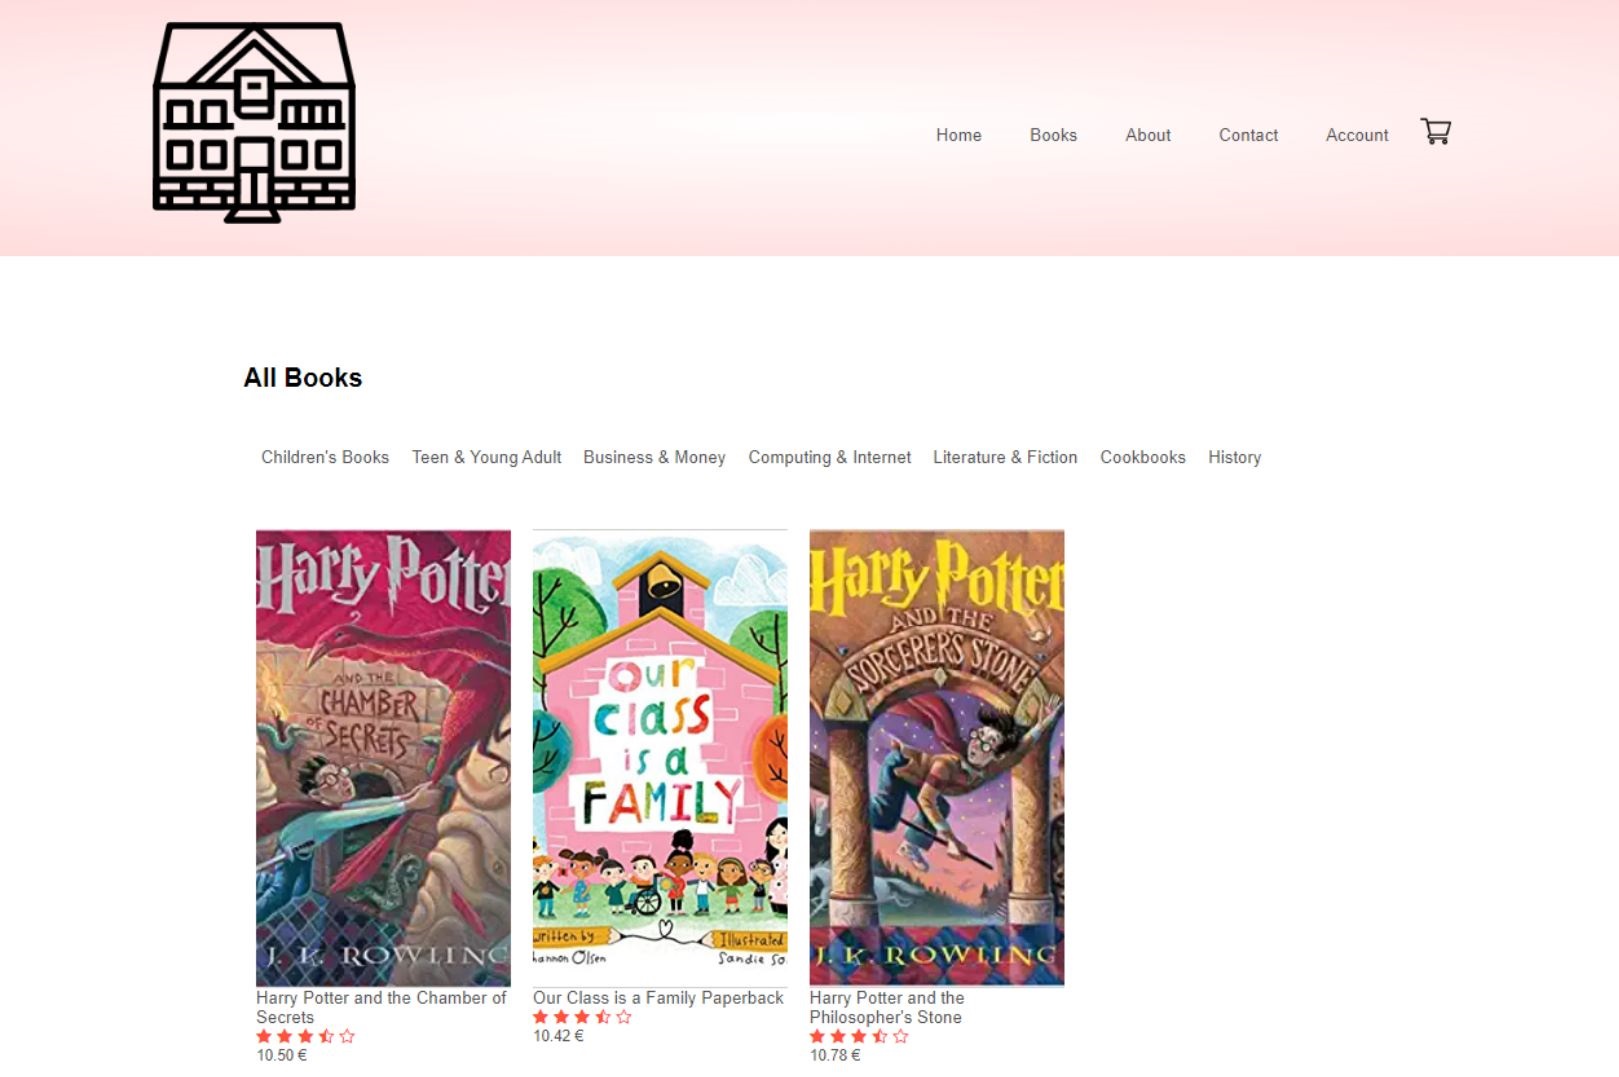 Home Books About Contact Account
All Books
Children's Books Teen & Young Adult Business & Money Computing & Internet Literature & Fiction Cookbooks History
Harry Potter
AND THE
CHAMBER
OF SECRETS
J. K. ROWLING
Harry Potter and the Chamber of
Secrets
10.50 €
Our
class
is a
FAMILY
written by
hannon Olsen
Illustrated
Sandie So
Our Class is a Family Paperback
10.42 €
Harry Potter
AND THE
SORCERER'S STONE
J. K. ROWLING
Harry Potter and the
Philosopher's Stone
10.78 €